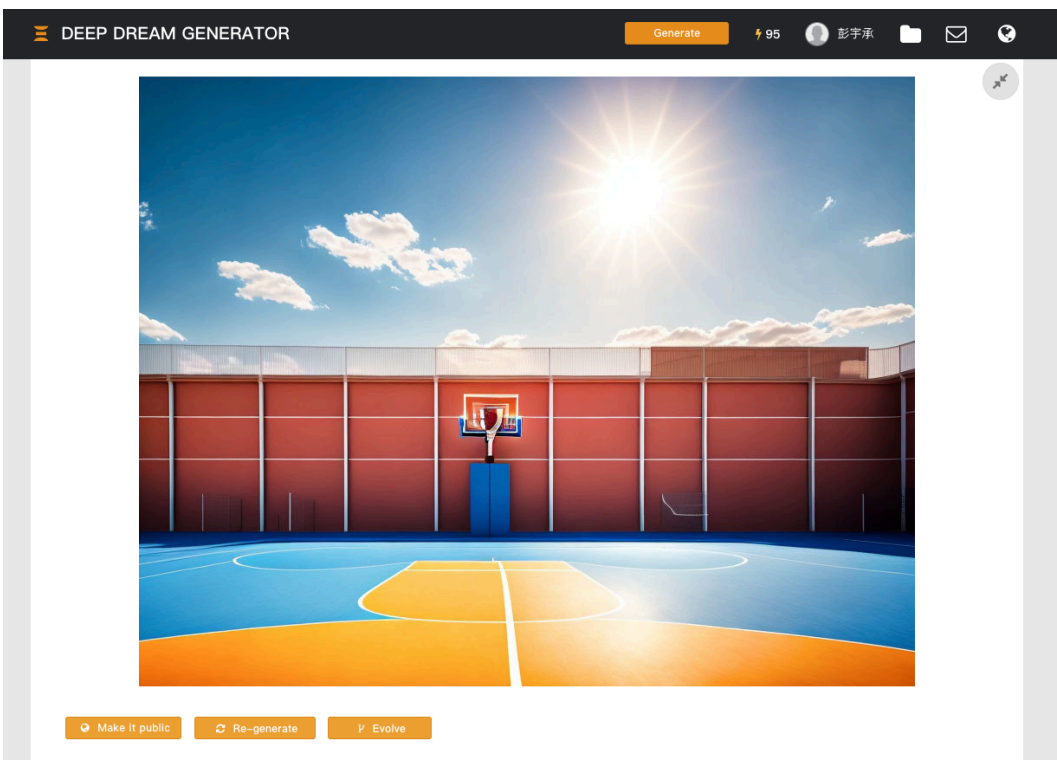 DEEP DREAM GENERATOR
Generate
95
彭宇承
Make it public
Re-generate
Evolve